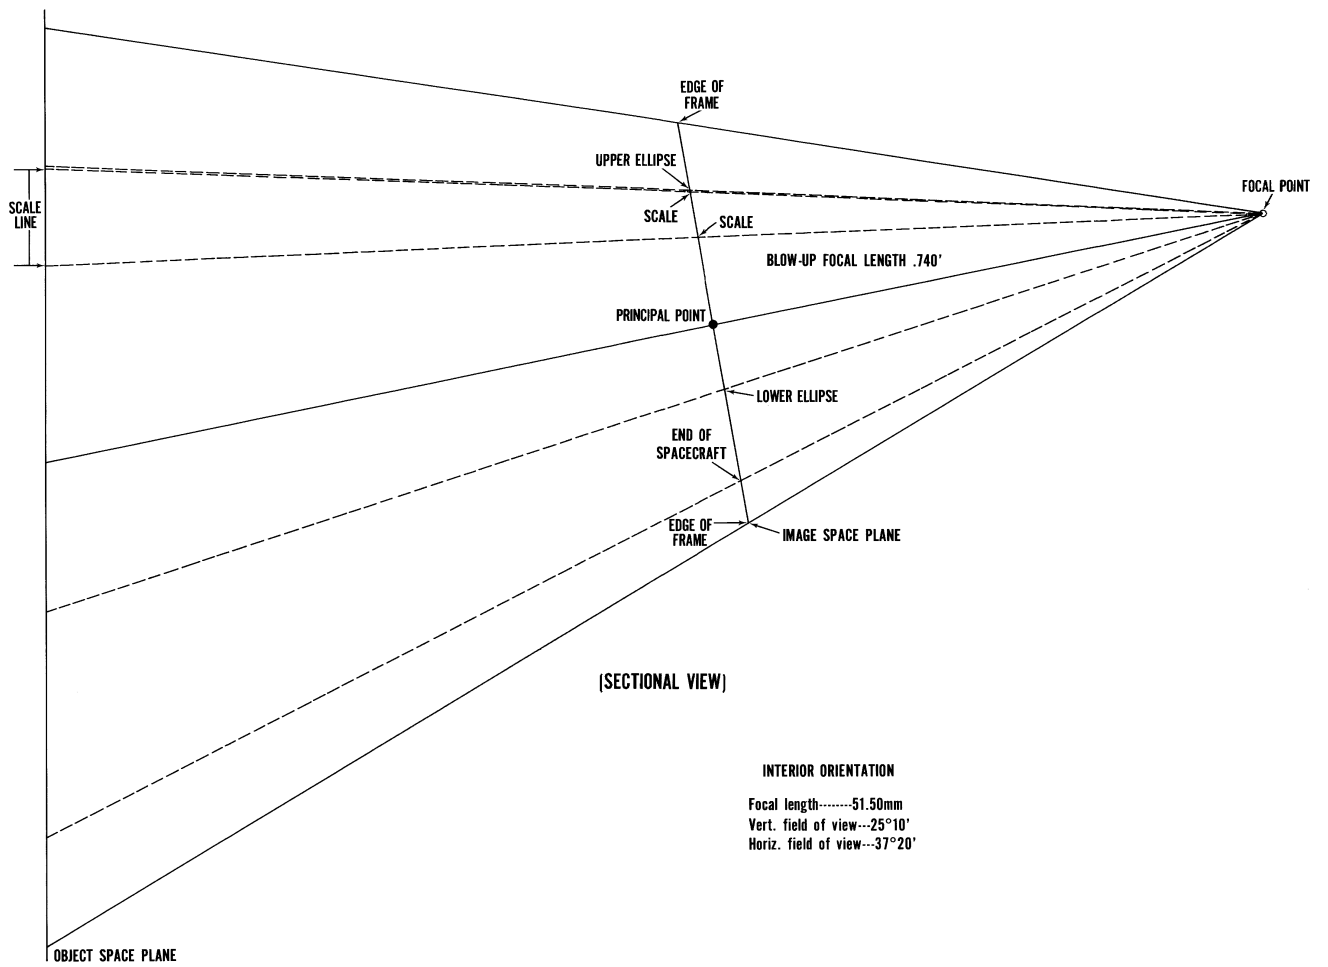 EDGE OF
FRAME
UPPER ELLIPSE
FOCAL POINT
SCALE
LINE
SCALE
SCALE
BLOW-UP FOCAL LENGTH .740'
PRINCIPAL POINT
LOWER ELLIPSE
END OF
SPACECRAFT
EDGE OF
FRAME
IMAGE SPACE PLANE
(SECTIONAL VIEW)
INTERIOR ORIENTATION
Focal length--------51.50mm
Vert. field of view---25°10'
Horiz. field of view---37°20'
OBJECT SPACE PLANE